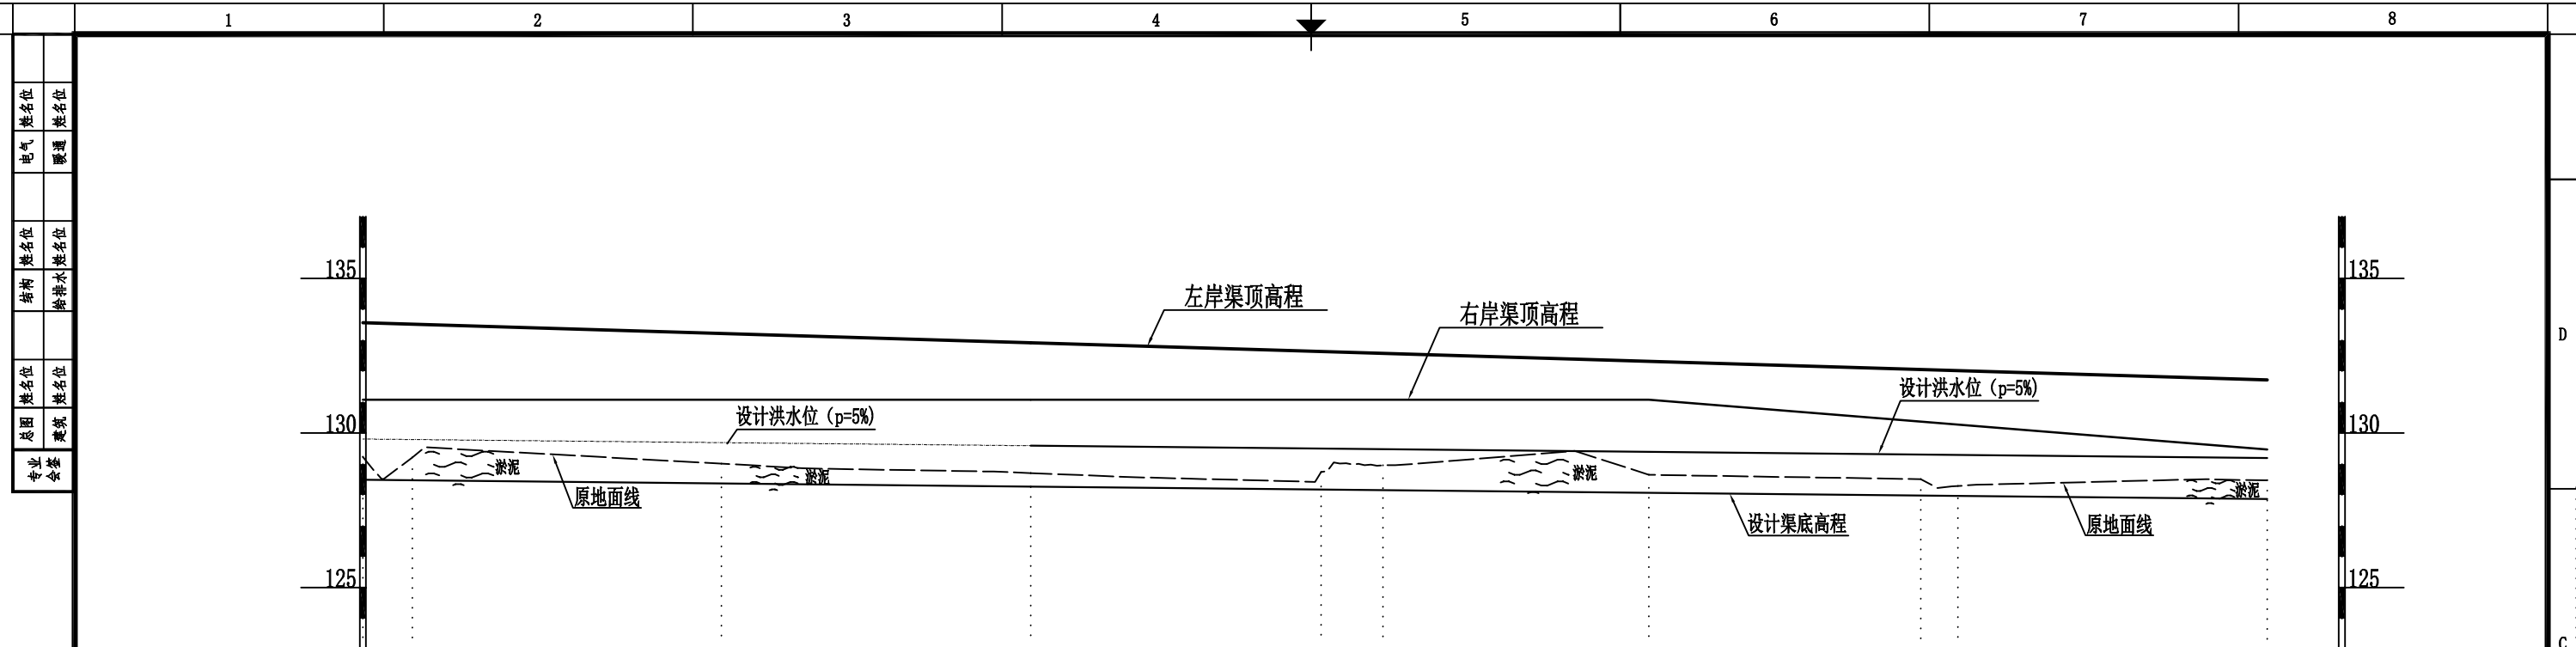 1 2 3 4 5 6 7 8
姓名位 姓名位
电气 暖通
姓名位 姓名位
结构 给排水
姓名位 姓名位
总图 建筑
专业
会签
135 135
左岸渠顶高程
右岸渠顶高程
D
设计洪水位（p=5%）
设计洪水位（p=5%）
130 130
淤泥
淤泥
淤泥
淤泥
原地面线
设计渠底高程
原地面线
125 125
C